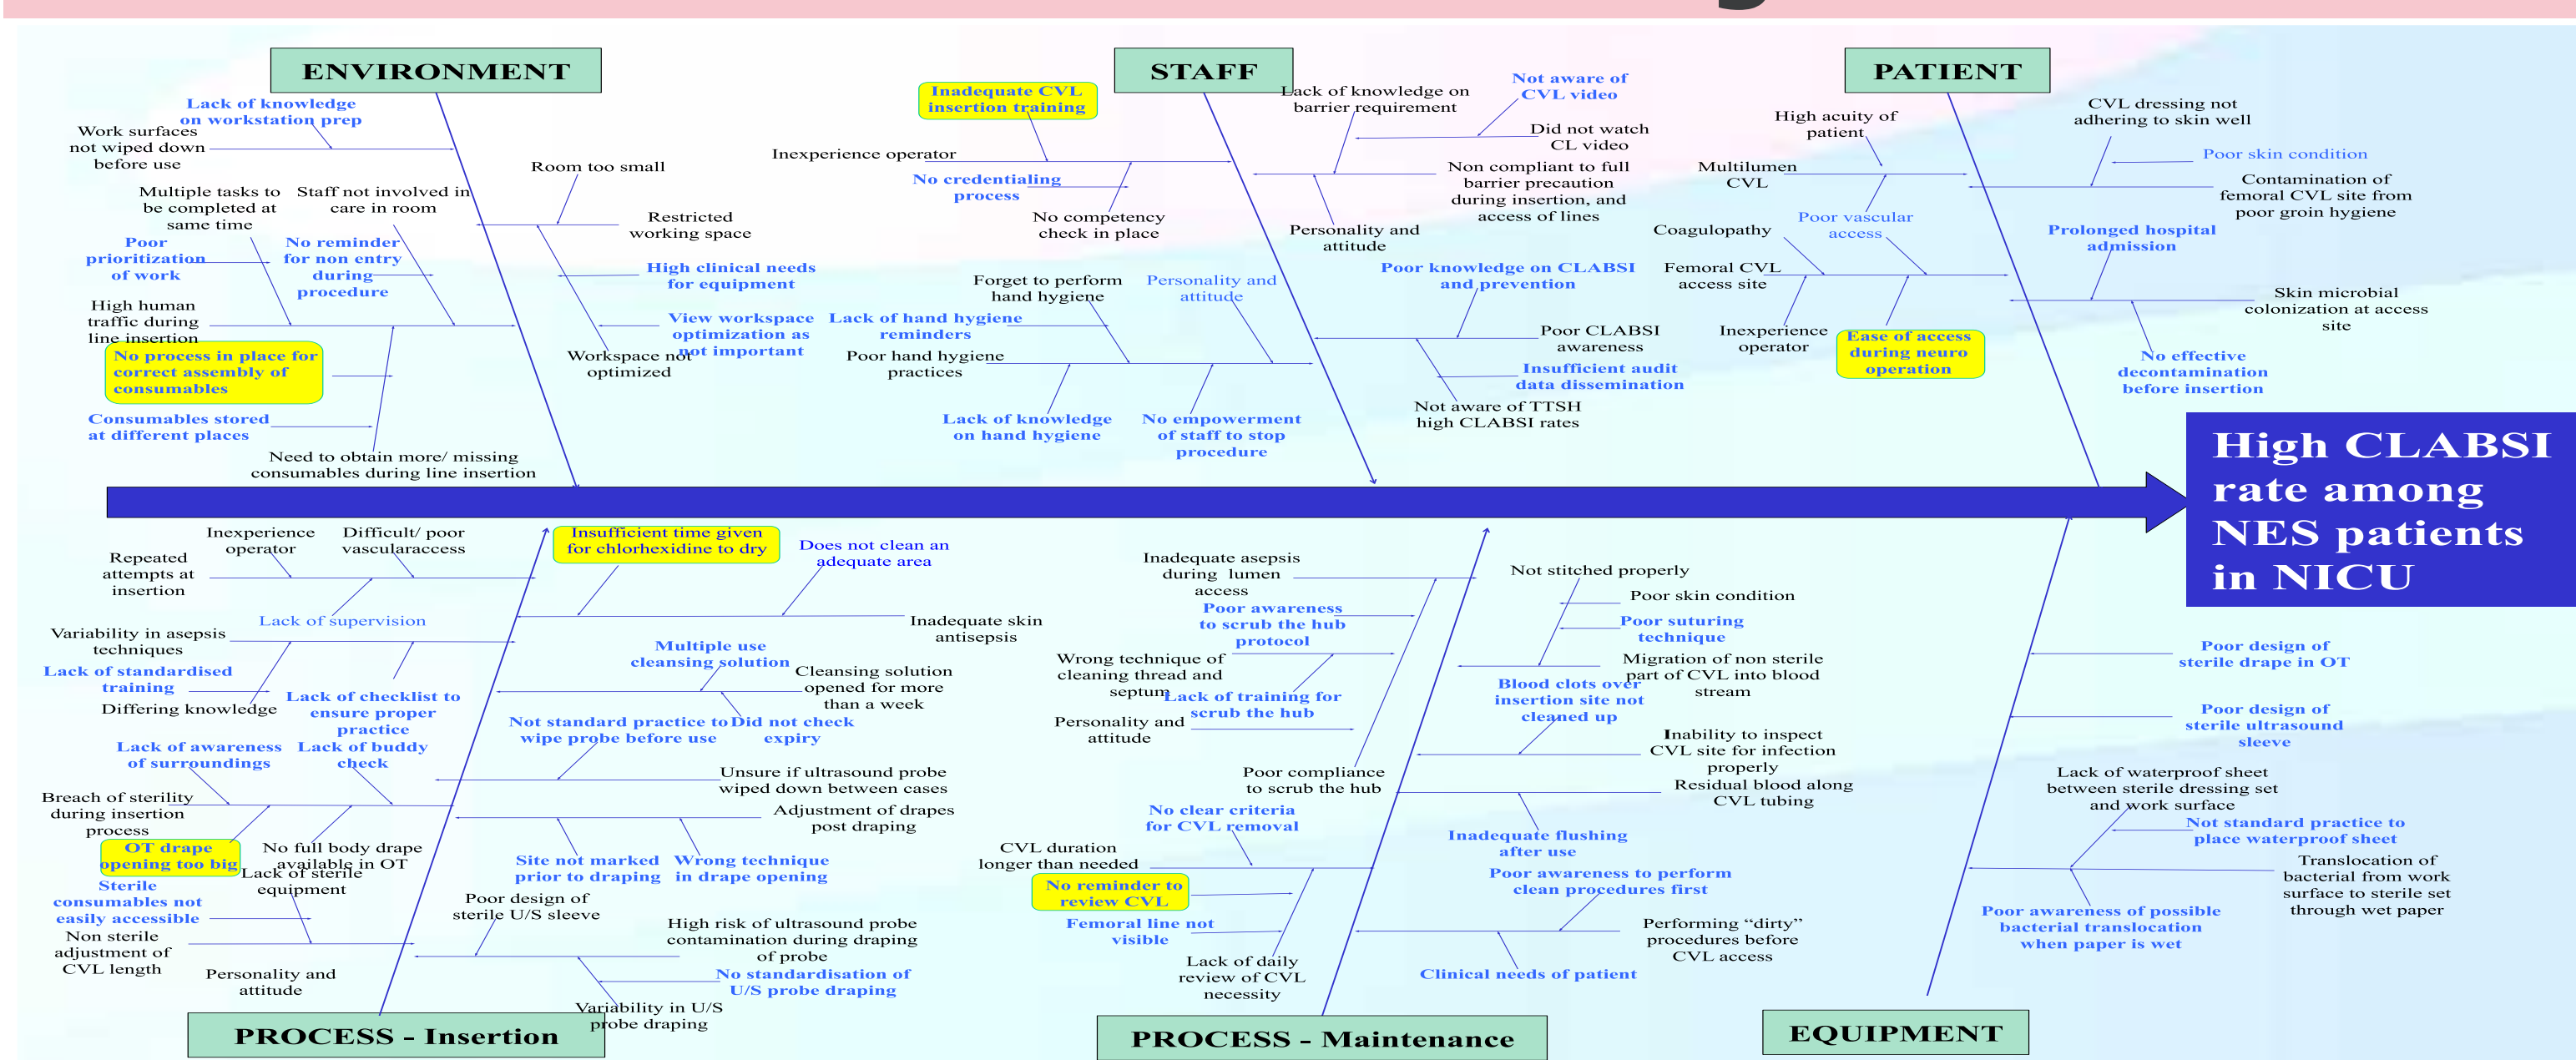 ENVIRONMENT
Lack of knowledge
on workstation prep
Work surfaces
not wiped down
before use
Multiple tasks to
be completed at
same time
Staff not involved in
care in room
Poor
prioritization
of work
No reminder
for non entry
during
procedure
High human
traffic during
line insertion
No process in place for
correct assembly of
consumables
Consumables stored
at different places
Need to obtain more/ missing
consumables during line insertion
Room too small
Restricted
working space
High clinical needs
for equipment
View workspace
optimization as
not important
Workspace not
optimized
STAFF
Inadequate CVL
insertion training
Inexperience operator
No credentialing
process
No competency
check in place
Lack of knowledge on
barrier requirement
Not aware of
CVL video
Did not watch
CL video
Non compliant to full
barrier precaution
during insertion, and
access of lines
Personality and
attitude
Forget to perform
hand hygiene
Personality and
attitude
Lack of hand hygiene
reminders
Poor hand hygiene
practices
Lack of knowledge
on hand hygiene
No empowerment
of staff to stop
procedure
Poor knowledge on CLABSI
and prevention
Poor CLABSI
awareness
Insufficient audit
data dissemination
Not aware of TTSH
high CLABSI rates
PATIENT
High acuity of
patient
Multilumen
CVL
Poor vascular
access
Coagulopathy
Femoral CVL
access site
Inexperience
operator
Ease of access
during neuro
operation
CVL dressing not
adhering to skin well
Poor skin condition
Contamination of
femoral CVL site from
poor groin hygiene
Prolonged hospital
admission
Skin microbial
colonization at access
site
No effective
decontamination
before insertion
High CLABSI
rate among
NES patients
in NICU
Inexperience
operator
Difficult/ poor
vascularaccess
Repeated
attempts at
insertion
Lack of supervision
Variability in asepsis
techniques
Lack of standardised
training
Differing knowledge
Lack of checklist to
ensure proper
practice
Lack of awareness
of surroundings
Lack of buddy
check
Breach of sterility
during insertion
process
OT drape
opening too big
No full body drape
available in OT
Lack of sterile
equipment
Sterile
consumables not
easily accessible
Non sterile
adjustment of
CVL length
Personality and
attitude
Insufficient time given
for chlorhexidine to dry
Does not clean an
adequate area
Inadequate skin
antisepsis
Multiple use
cleansing solution
Cleansing solution
opened for more
than a week
Not standard practice to
wipe probe before use
Did not check
expiry
Unsure if ultrasound probe
wiped down between cases
Adjustment of drapes
post draping
Site not marked
prior to draping
Wrong technique
in drape opening
Poor design of
sterile U/S sleeve
High risk of ultrasound probe
contamination during draping
of probe
No standardisation of
U/S probe draping
Variability in U/S
probe draping
PROCESS - Insertion
Inadequate asepsis
during lumen
access
Poor awareness
to scrub the hub
protocol
Wrong technique of
cleaning thread and
septum
Lack of training for
scrub the hub
Personality and
attitude
Poor compliance
to scrub the hub
No clear criteria
for CVL removal
CVL duration
longer than needed
No reminder to
review CVL
Femoral line not
visible
Lack of daily
review of CVL
necessity
Not stitched properly
Poor skin condition
Poor suturing
technique
Migration of non sterile
part of CVL into blood
stream
Blood clots over
insertion site not
cleaned up
Inability to inspect
CVL site for infection
properly
Residual blood along
CVL tubing
Inadequate flushing
after use
Poor awareness to perform
clean procedures first
Performing “dirty”
procedures before
CVL access
Clinical needs of patient
PROCESS - Maintenance
Poor design of
sterile drape in OT
Poor design of
sterile ultrasound
sleeve
Lack of waterproof sheet
between sterile dressing set
and work surface
Not standard practice to
place waterproof sheet
Translocation of
bacterial from work
surface to sterile set
through wet paper
Poor awareness of possible
bacterial translocation
when paper is wet
EQUIPMENT